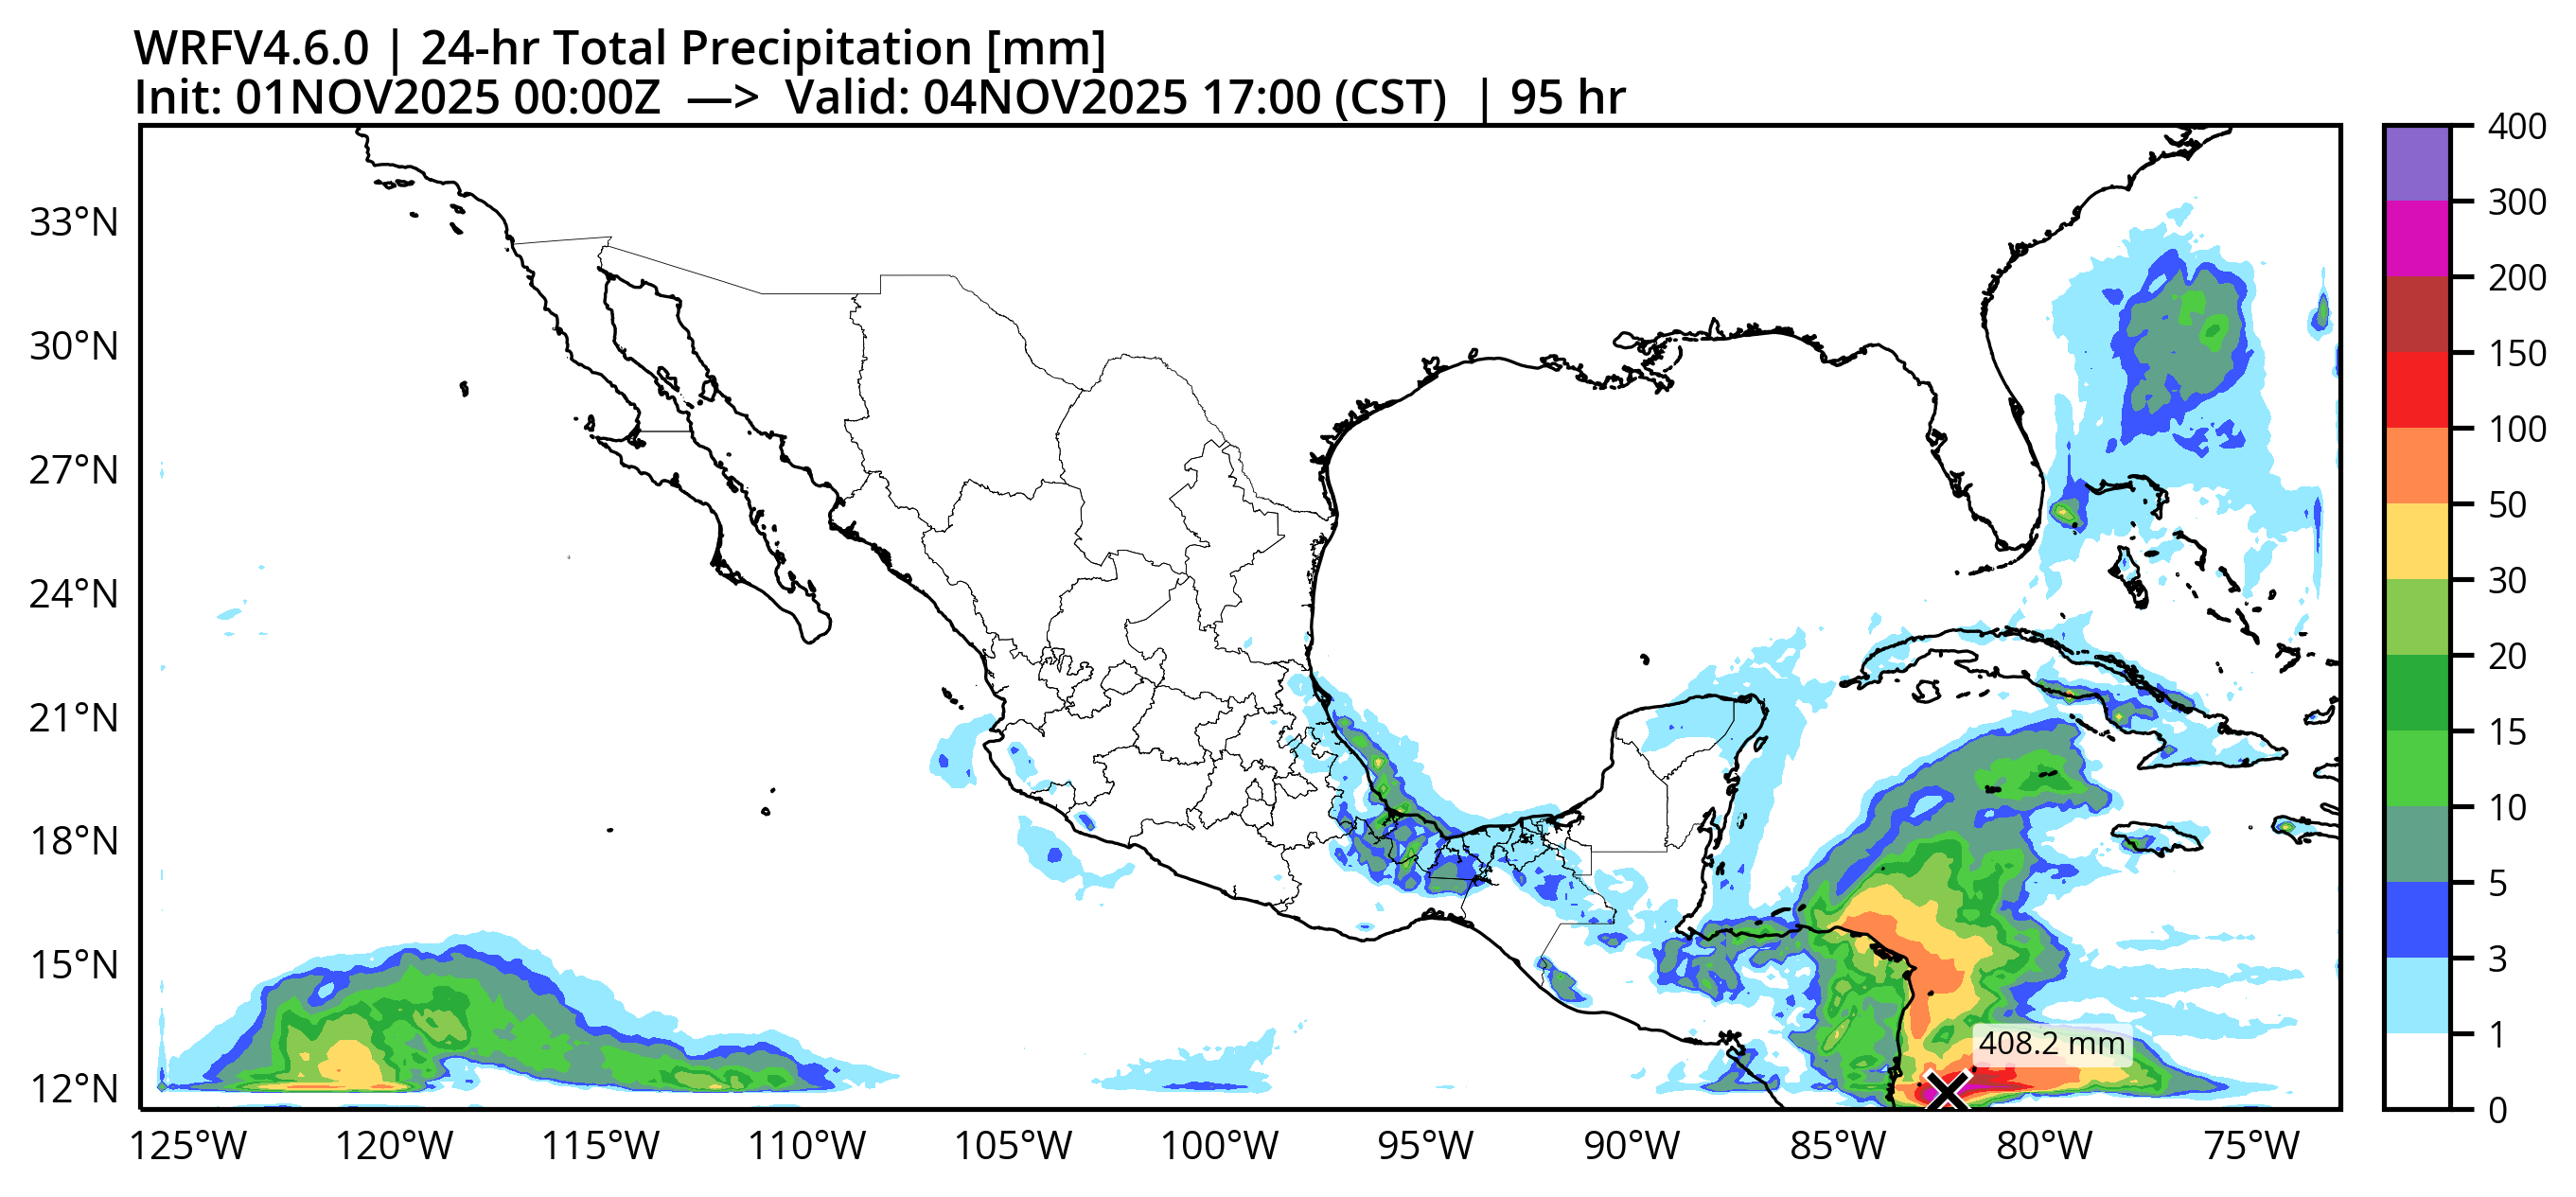 WRFV4.6.0 | 24-hr Total Precipitation [mm]
Init: 01NOV2025 00:00Z —> Valid: 04NOV2025 17:00 (CST) | 95 hr
33°N
30°N
27°N
24°N
21°N
18°N
15°N
12°N
125°W
120°W
115°W
110°W
105°W
100°W
95°W
90°W
85°W
80°W
75°W
408.2 mm
400
300
200
150
100
50
30
20
15
10
5
3
1
0